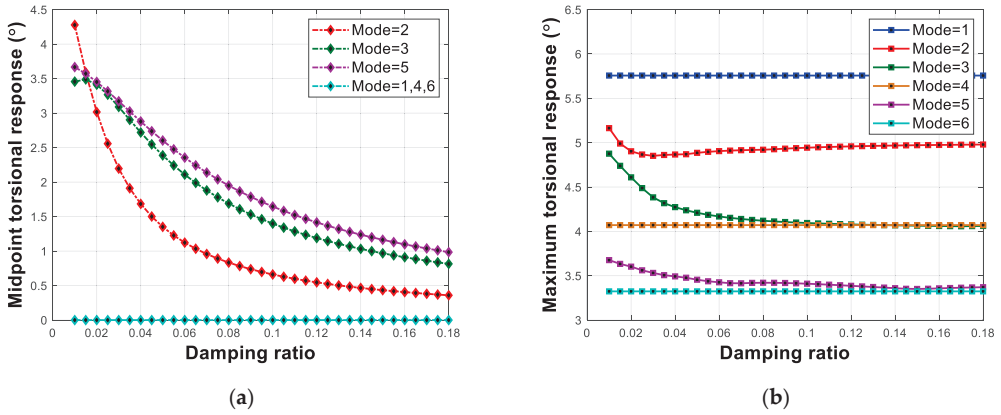 4.5
4
3.5
3
2.5
2
1.5
1
0.5
0
Midpoint torsional response (°)
0
0.02
0.04
0.06
0.08
0.1
0.12
0.14
0.16
0.18
Damping ratio
Mode=2
Mode=3
Mode=5
Mode=1,4,6
(a)
6.5
6
5.5
5
4.5
4
3.5
3
Maximum torsional response (°)
0
0.02
0.04
0.06
0.08
0.1
0.12
0.14
0.16
0.18
Damping ratio
Mode=1
Mode=2
Mode=3
Mode=4
Mode=5
Mode=6
(b)